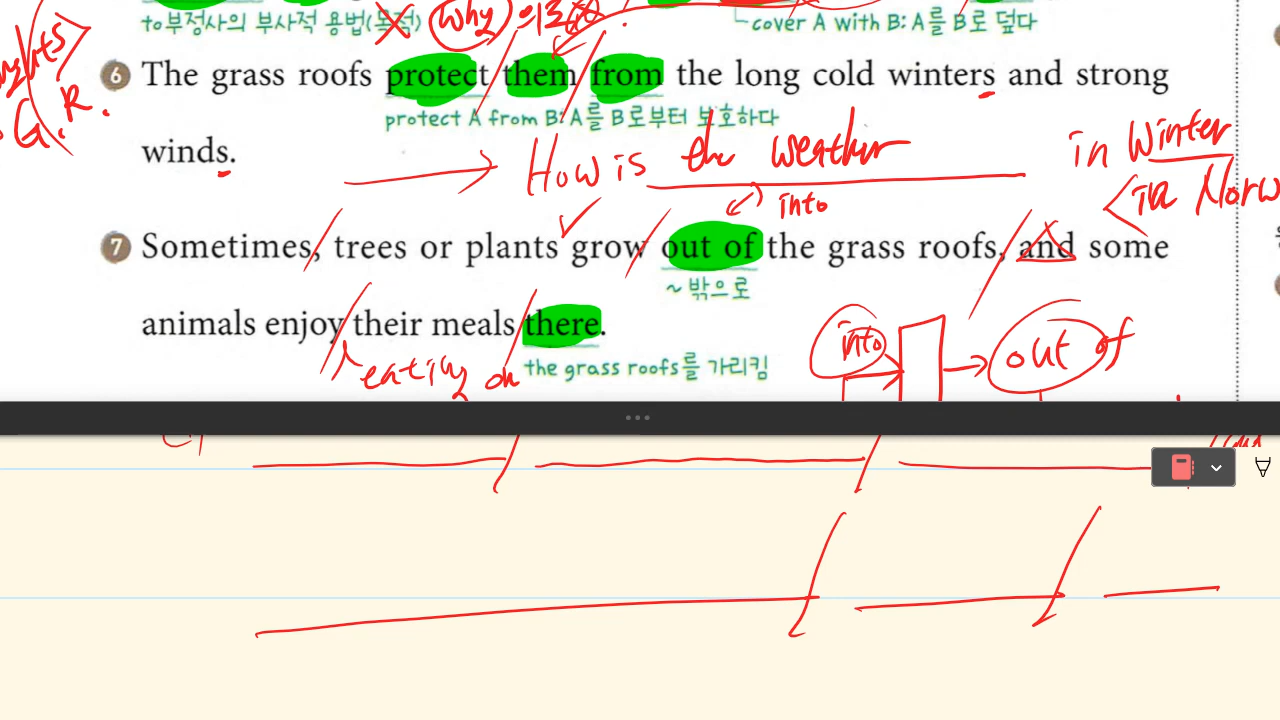 to부정사의 부사적 용법(목적) Why 의문
cover A with B: A를 B로 덮다
G. R.
6 The grass roofs protect them from the long cold winters and strong
protect A from B: A를 B로부터 보호하다
winds. → How is the weather in Winter
in Norw
into
7 Sometimes, trees or plants grow out of the grass roofs, and some
~ 밖으로
animals enjoy their meals there.
into out of
eating on the grass roofs를 가리킴